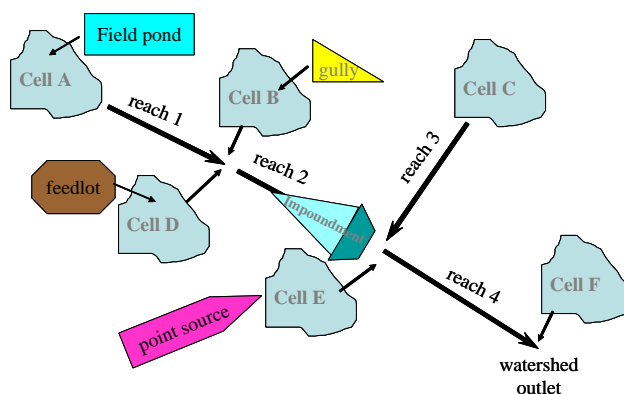 Field pond
Cell A
reach 1
Cell B
gully
Cell C
reach 2
reach 3
feedlot
Cell D
Impoundment
Cell E
point source
reach 4
Cell F
watershed
outlet